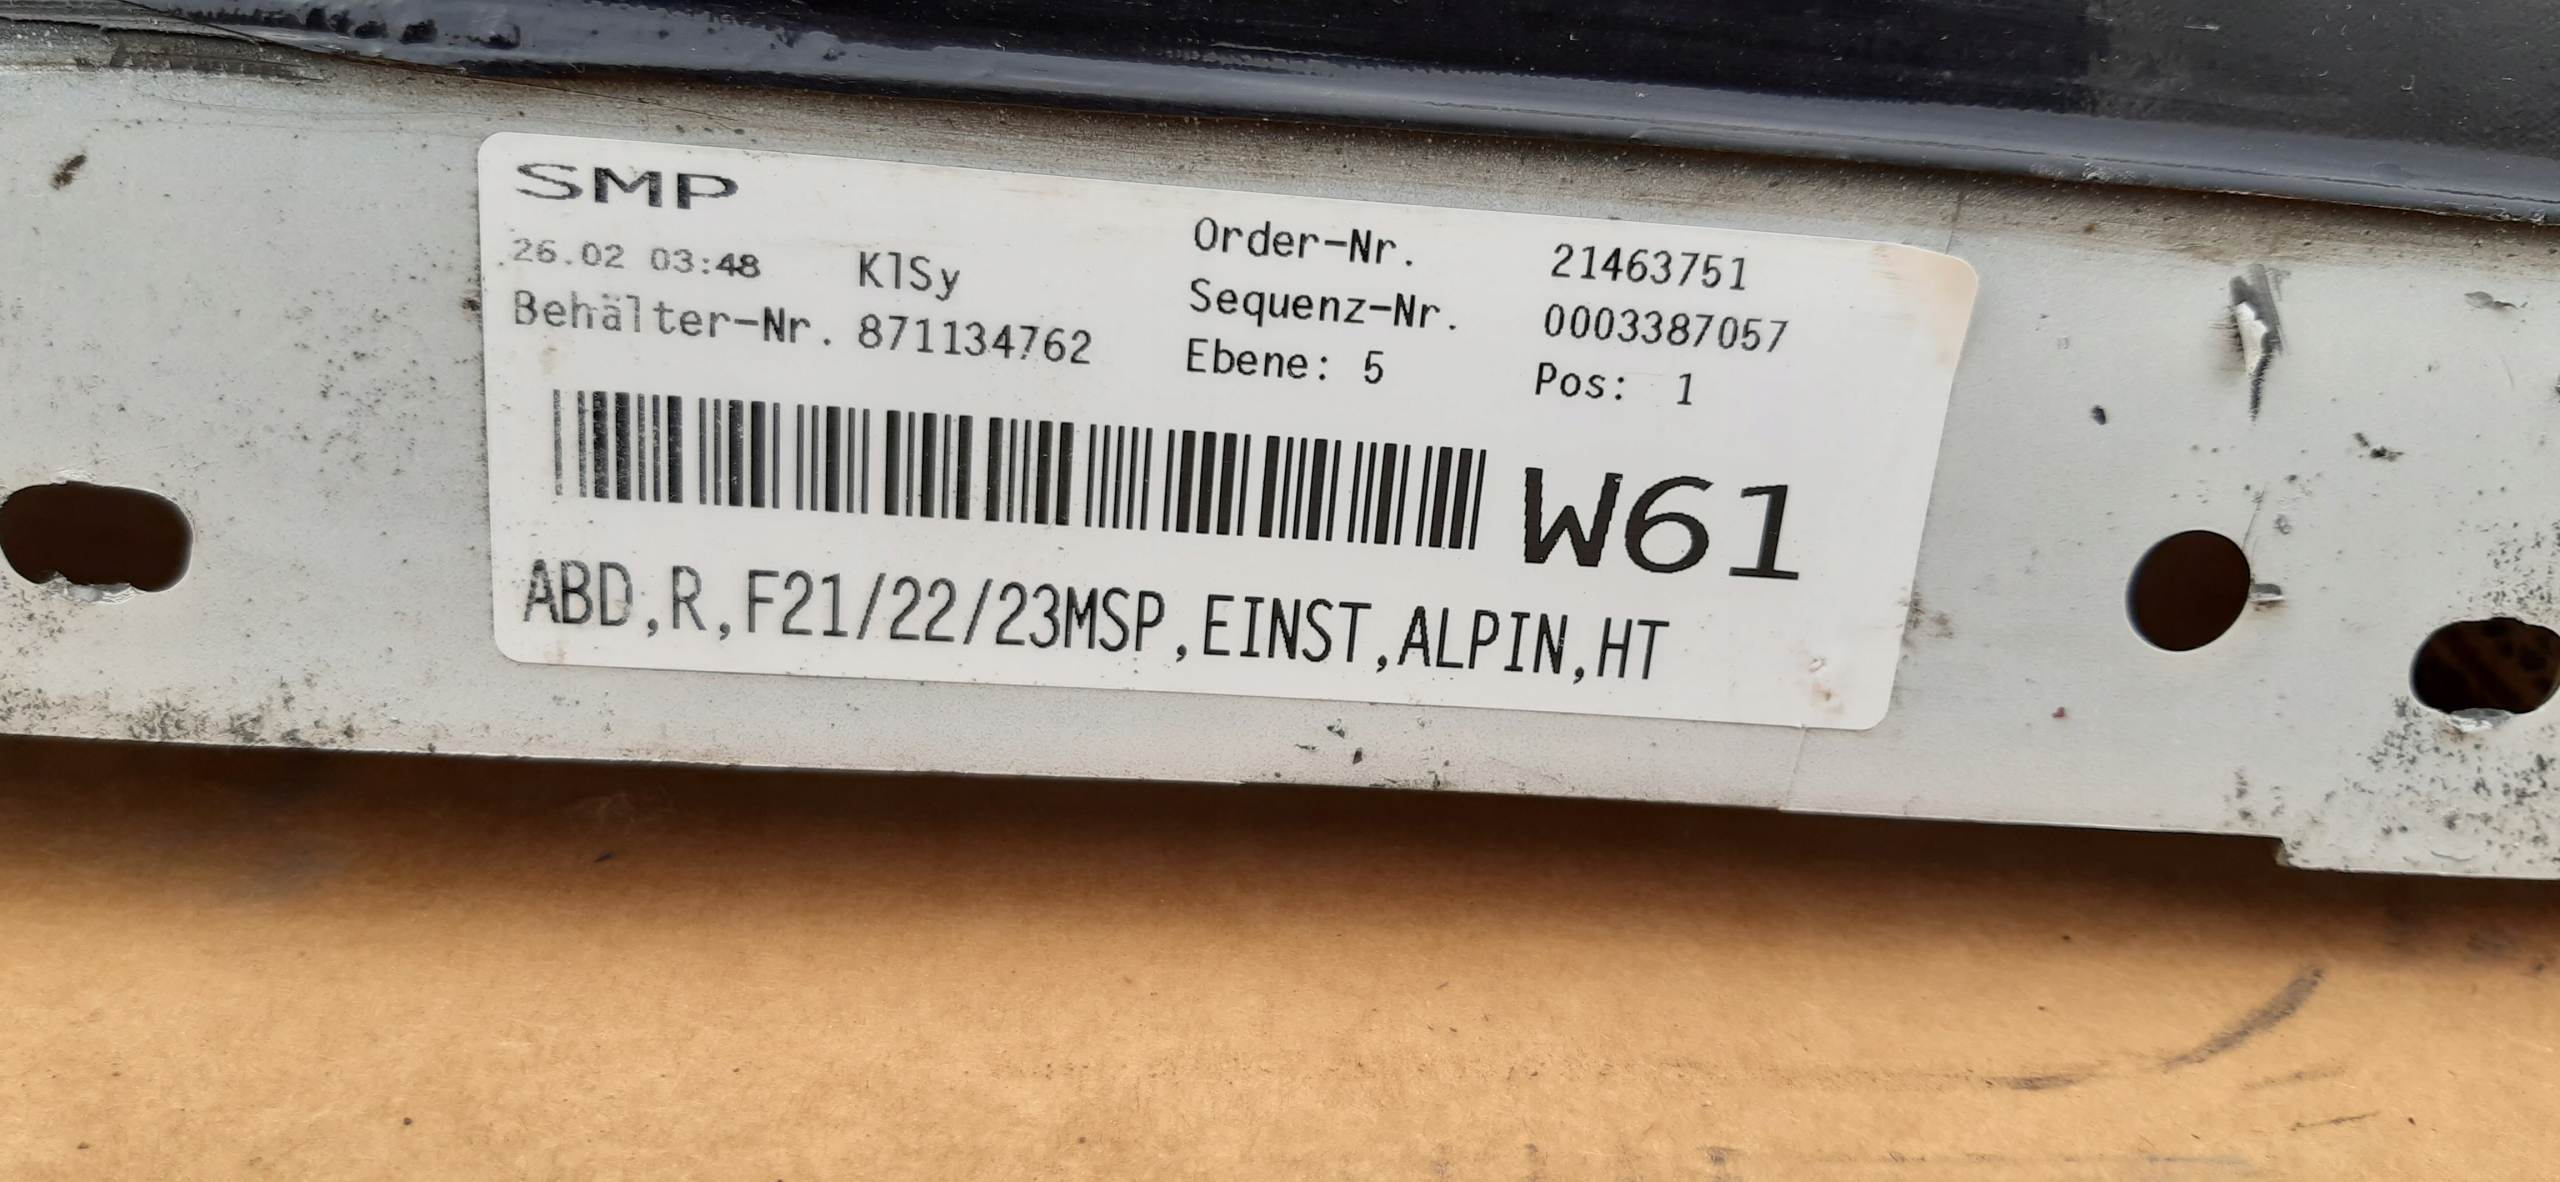 SMP
26.02 03:48 KlSy Order-Nr. 21463751
Behälter-Nr. 871134762 Sequenz-Nr. 0003387057
Ebene: 5 Pos: 1
W61
ABD,R,F21/22/23MSP,EINST,ALPIN,HT